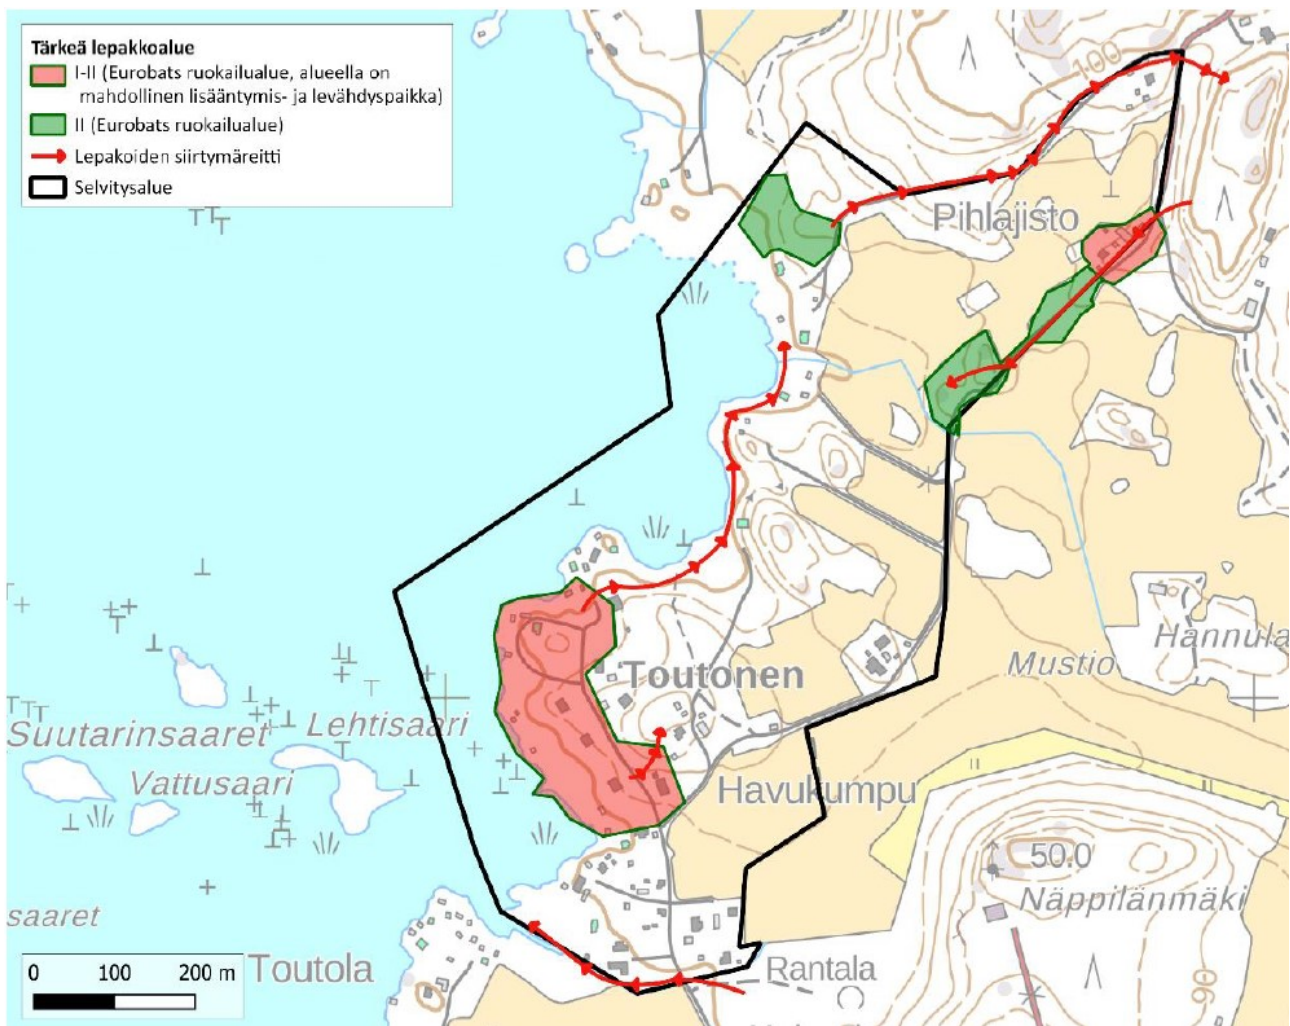 Tärkeä lepakkoalue
I-II (Eurobats ruokailualue, alueella on
mahdollinen lisääntymis- ja levähdyspaikka)
II (Eurobats ruokailualue)
Lepakoiden siirtymäreitti
Selvitysalue
100
Pihlajisto
Hannula
Mustio
Toutonen
Lehtisaari
Suutarinsaaret
Vattusaari
Havukumpu
50.0
Näppilänmäki
saaret
Toutola
Rantala
90
0 100 200 m